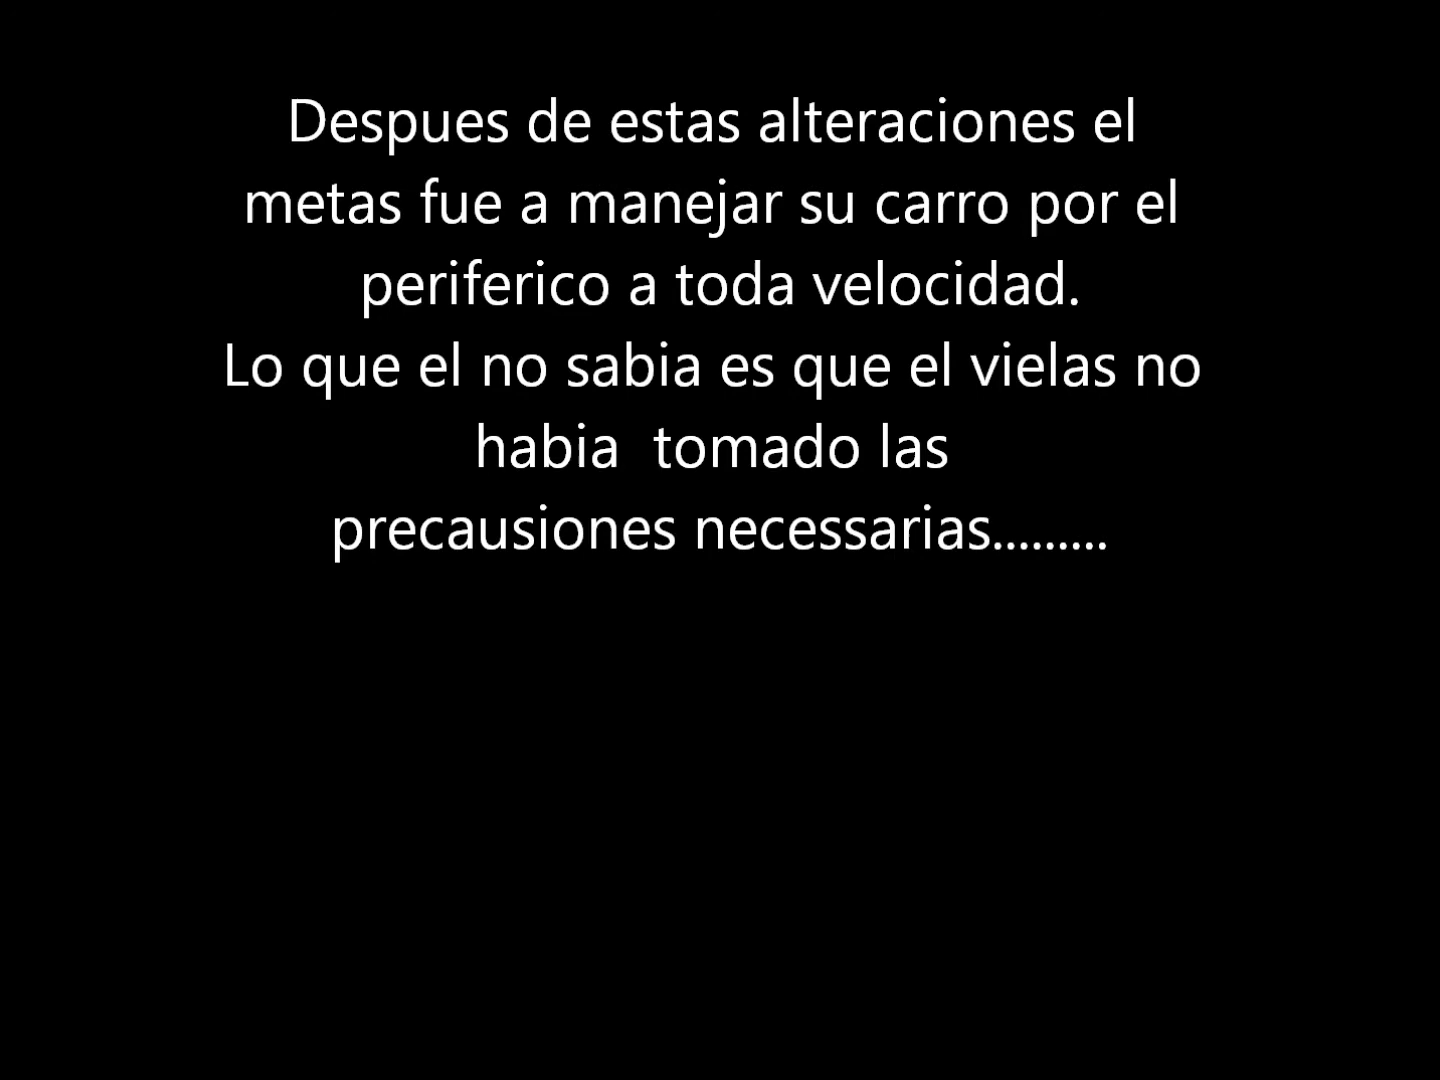 Despues de estas alteraciones el
metas fue a manejar su carro por el
periferico a toda velocidad.
Lo que el no sabia es que el vielas no
habia  tomado las
precausiones necessarias.........